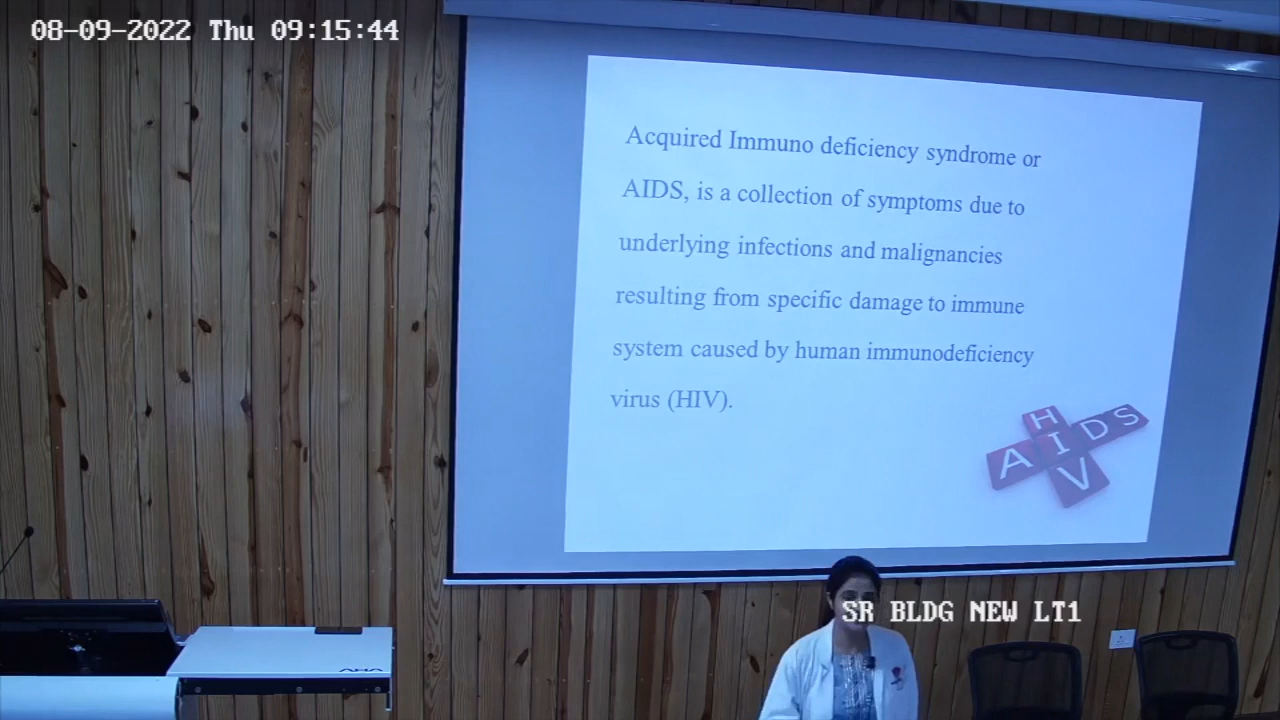 08-09-2022 Thu 09:15:44
Acquired Immuno deficiency syndrome or
AIDS, is a collection of symptoms due to
underlying infections and malignancies
resulting from specific damage to immune
system caused by human immunodeficiency
virus (HIV).
HIV
AIDS
SR BLDG NEW LT1
AHA